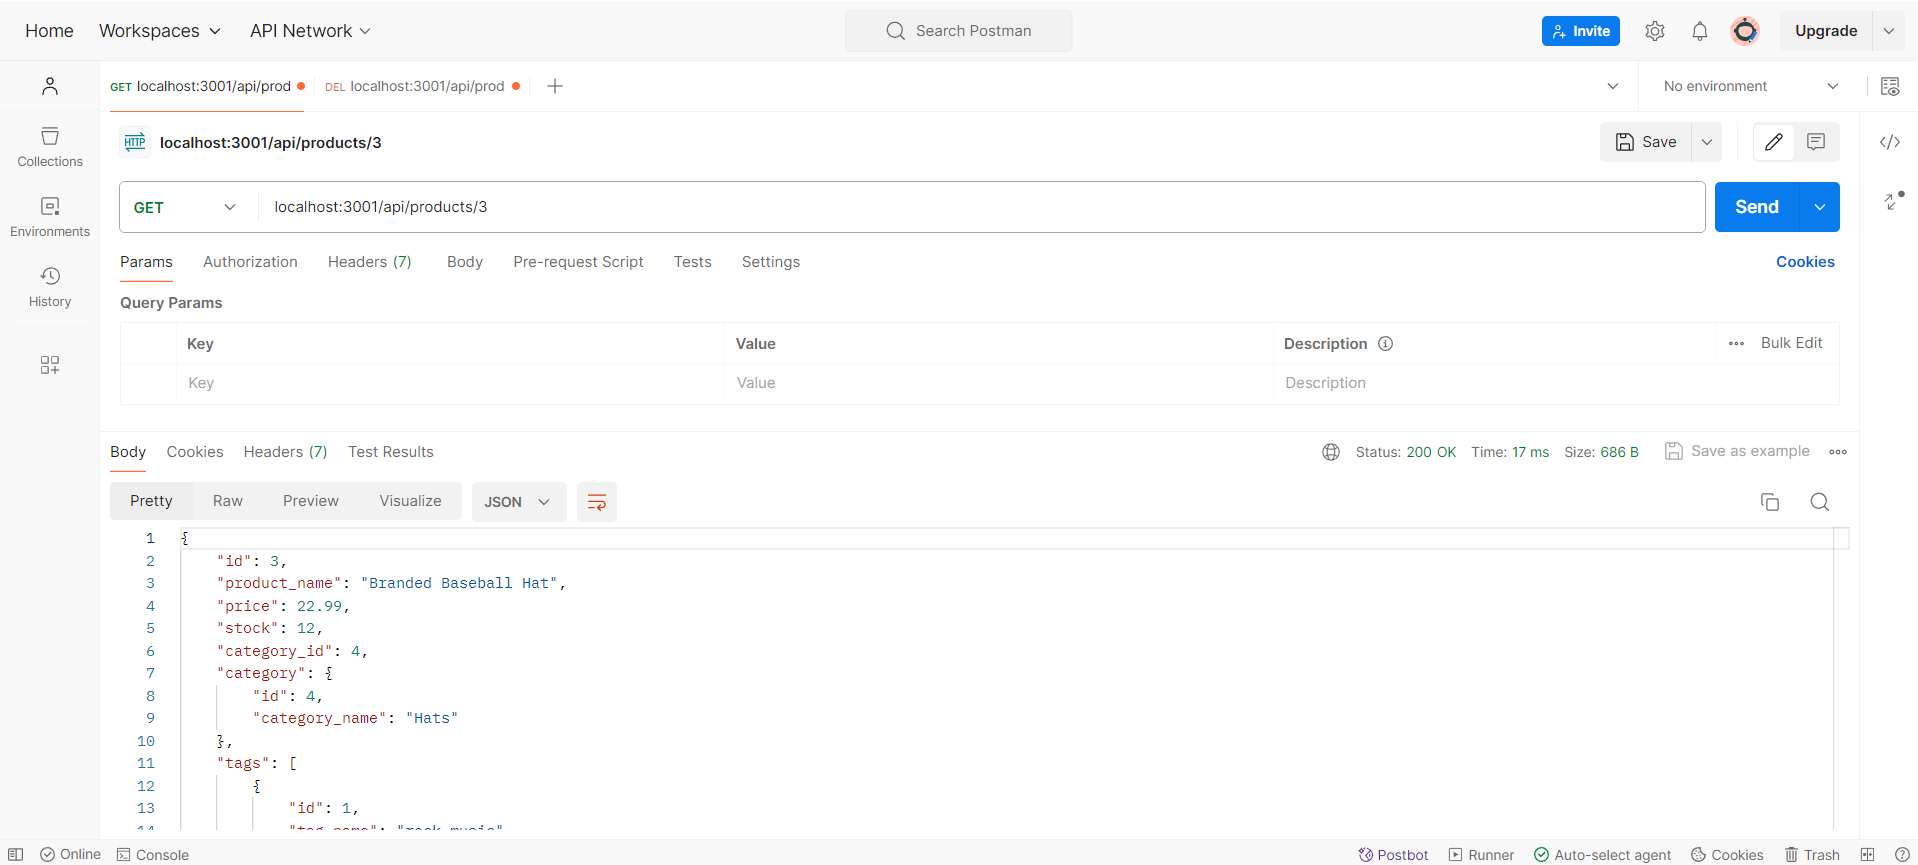 Home Workspaces API Network Search Postman Invite Upgrade
GET localhost:3001/api/prod DEL localhost:3001/api/prod No environment
HTTP localhost:3001/api/products/3 Save
Collections
GET localhost:3001/api/products/3 Send
Environments
Params Authorization Headers (7) Body Pre-request Script Tests Settings Cookies
History
Query Params
Key Value Description Bulk Edit
Key Value Description
Body Cookies Headers (7) Test Results Status: 200 OK Time: 17 ms Size: 686 B Save as example
Pretty Raw Preview Visualize JSON
1 {
2 "id": 3,
3 "product_name": "Branded Baseball Hat",
4 "price": 22.99,
5 "stock": 12,
6 "category_id": 4,
7 "category": {
8 "id": 4,
9 "category_name": "Hats"
10 },
11 "tags": [
12 {
13 "id": 1,
14 "tag_name": "rock music"
Online Console Postbot Runner Auto-select agent Cookies Trash